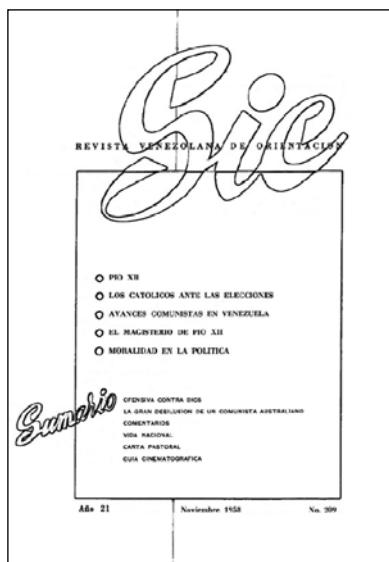 Sic
REVISTA VENEZOLANA DE ORIENTACION
PIO XII
LOS CATOLICOS ANTE LAS ELECCIONES
AVANCES COMUNISTAS EN VENEZUELA
EL MAGISTERIO DE PIO XII
MORALIDAD EN LA POLITICA
Sumario
OFENSIVA CONTRA DIOS
LA GRAN DESILUSION DE UN COMUNISTA AUSTRALIANO
COMENTARIOS
VIDA NACIONAL
CARTA PASTORAL
GUIA CINEMATOGRAFICA
Año 21 Noviembre 1958 No. 209